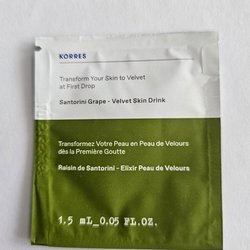 KORRES
Transform Your Skin to Velvet
at First Drop
Santorini Grape - Velvet Skin Drink
Transformez Votre Peau en Peau de Velours
dès la Première Goutte
Raisin de Santorini - Elixir Peau de Velours
1.5 mL_0.05 FL.OZ.